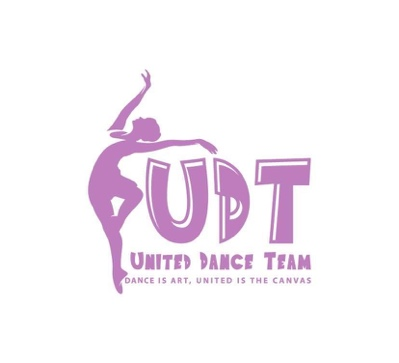 UDT
United Dance Team
DANCE IS ART, UNITED IS THE CANVAS